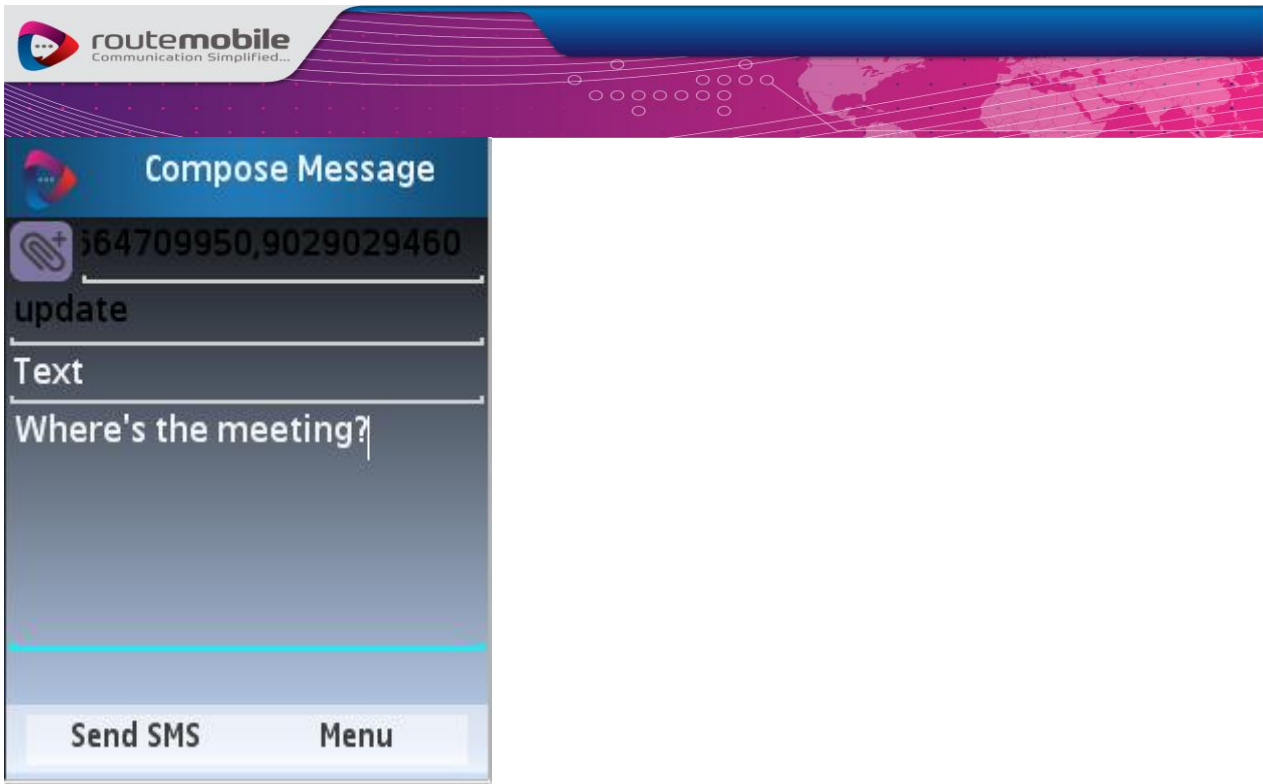 routemobile
Communication Simplified...
Compose Message
64709950,9029029460
update
Text
Where's the meeting?
Send SMS
Menu